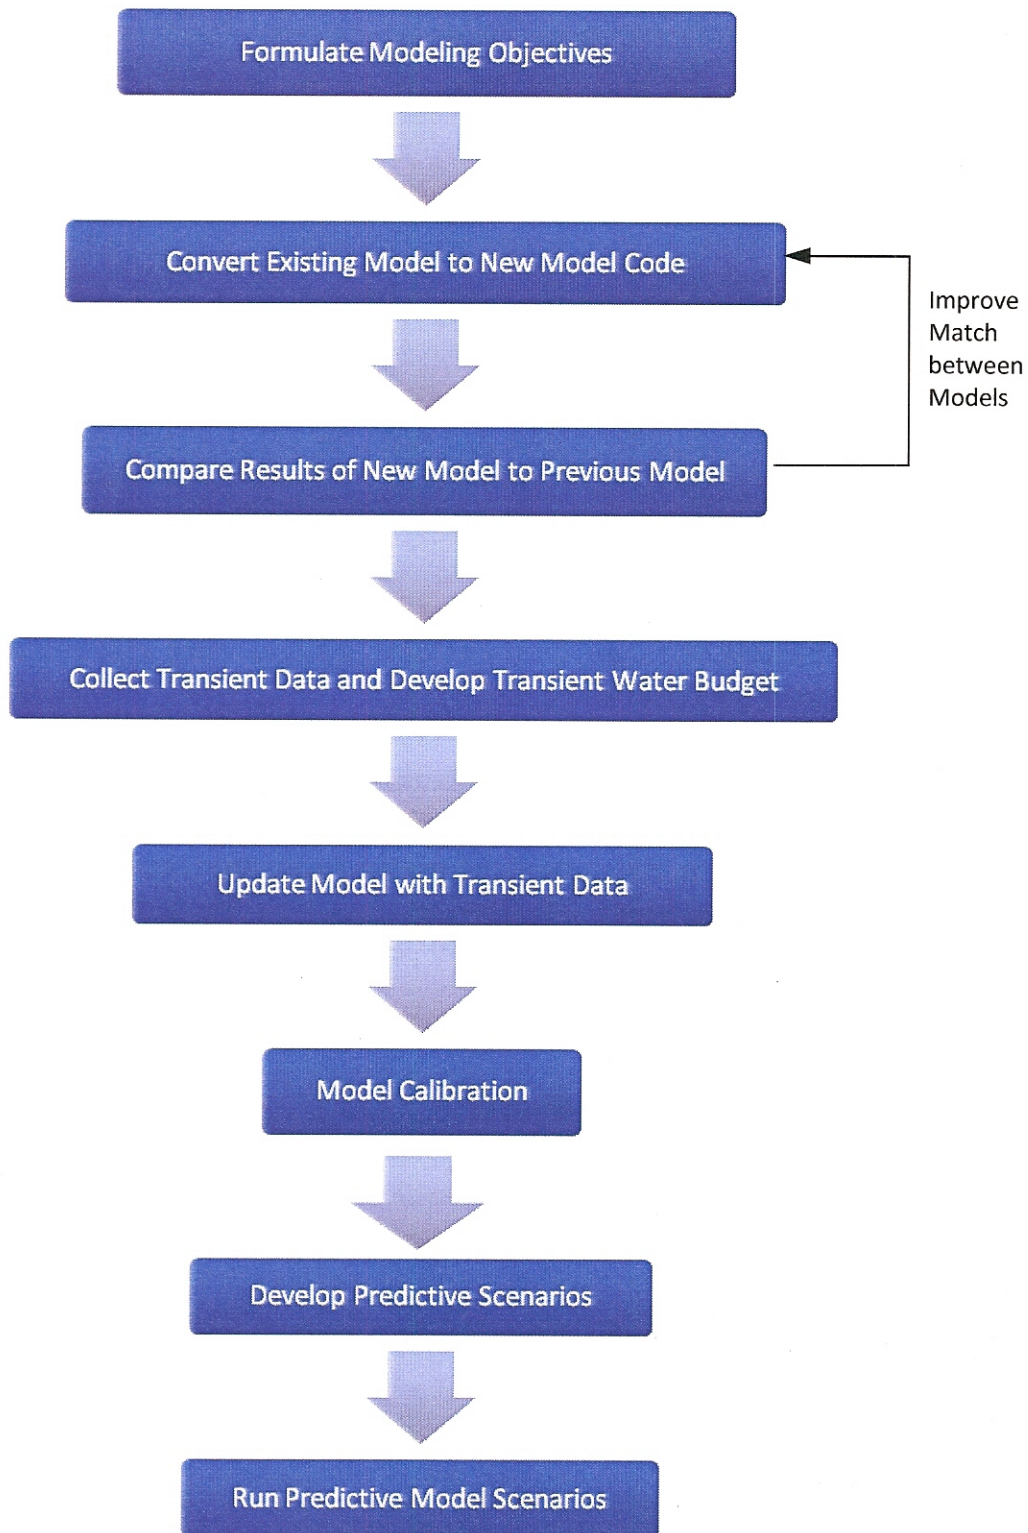 Formulate Modeling Objectives
Convert Existing Model to New Model Code
Improve
Match
between
Models
Compare Results of New Model to Previous Model
Collect Transient Data and Develop Transient Water Budget
Update Model with Transient Data
Model Calibration
Develop Predictive Scenarios
Run Predictive Model Scenarios